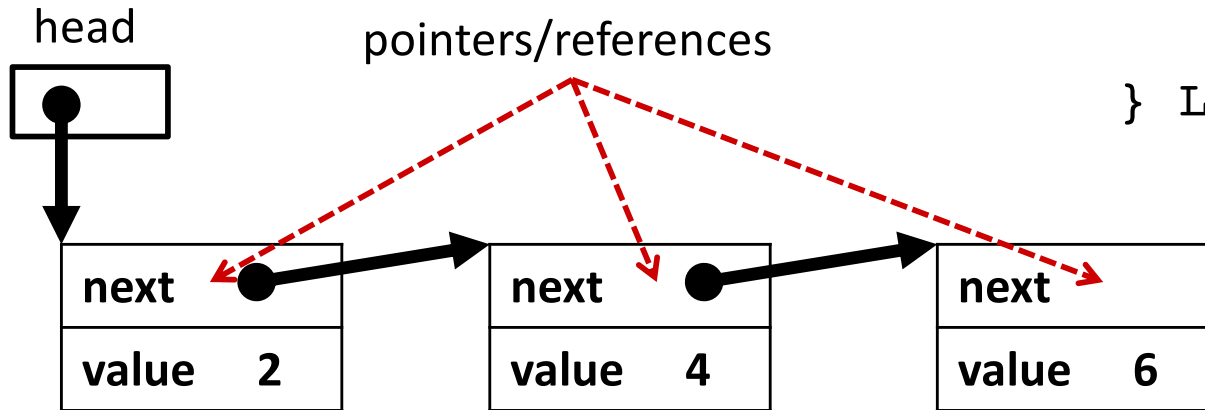 head
pointers/references
}
next
next
next
value 2
value 4
value 6